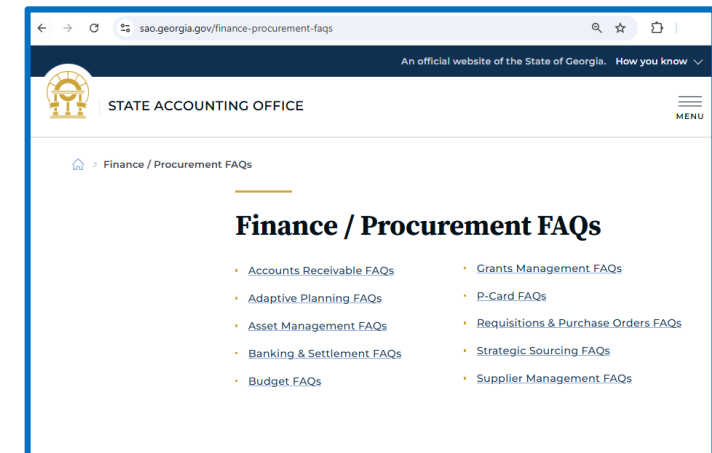 sao.georgia.gov/finance-procurement-faqs
An official website of the State of Georgia. How you know
STATE ACCOUNTING OFFICE
MENU
Finance / Procurement FAQs
Finance / Procurement FAQs
Accounts Receivable FAQs
Adaptive Planning FAQs
Asset Management FAQs
Banking & Settlement FAQs
Budget FAQs
Grants Management FAQs
P-Card FAQs
Requisitions & Purchase Orders FAQs
Strategic Sourcing FAQs
Supplier Management FAQs